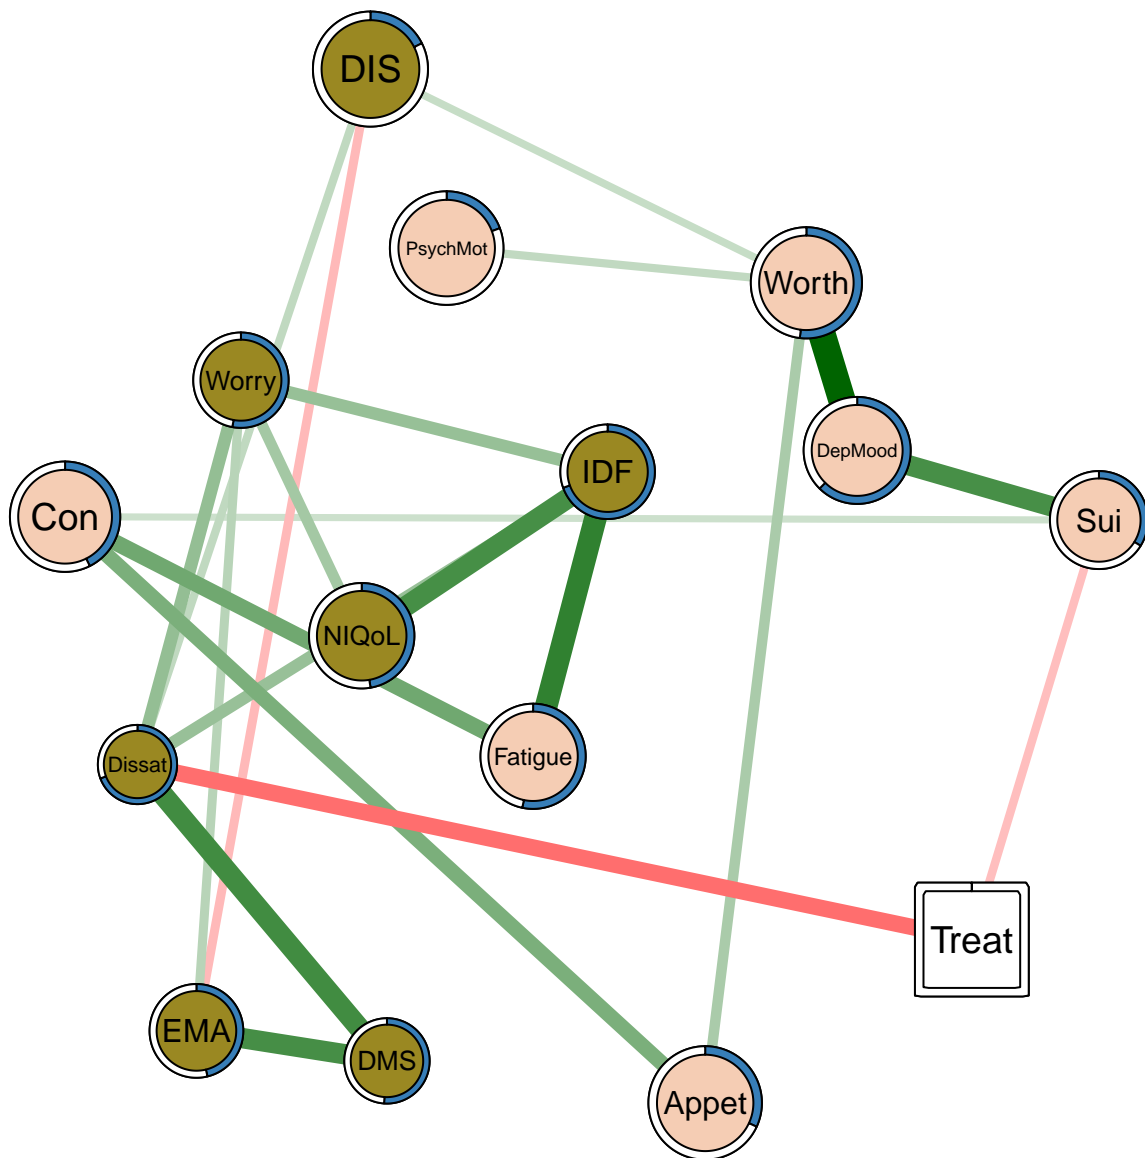 DIS
PsychMot
Worth
Worry
DepMood
IDF
Con
Sui
NIQoL
Fatigue
Dissat
Treat
EMA
DMS
Appet